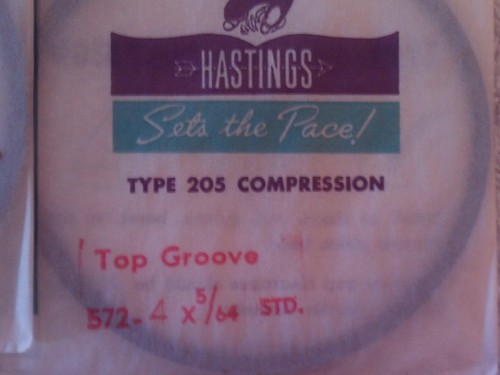 HASTINGS
Sets the Pace!
TYPE 205 COMPRESSION
Top Groove
572-4 x 5/64 STD.